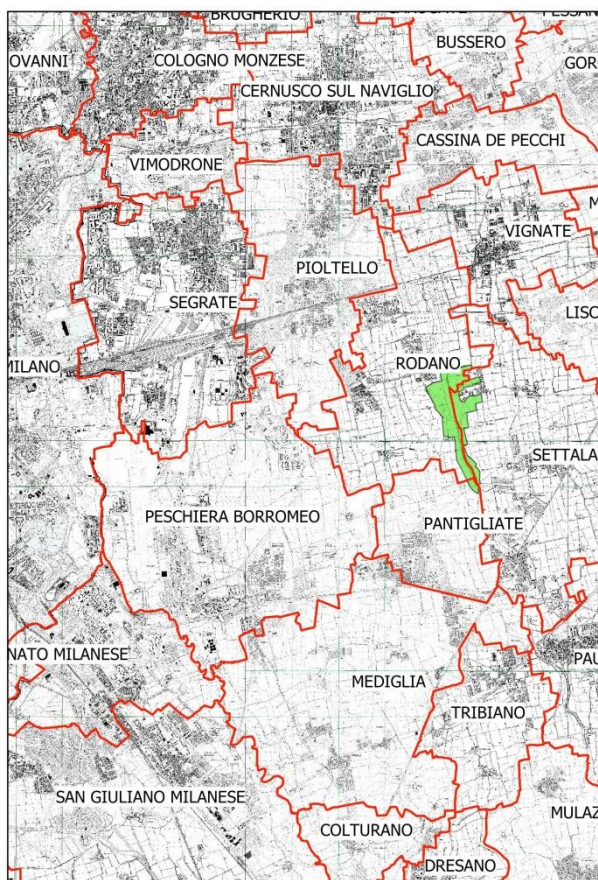 BRUGHERIO
BUSSERO
OVANNI
COLOGNO MONZESE
GOR
CERNUSCO SUL NAVIGLIO
CASSINA DE PECCHI
VIMODRONE
M
VIGNATE
PIOLTELLO
SEGRATE
LISC
MILANO
RODANO
SETTALA
PESCHIERA BORROMEO
PANTIGLIATE
NATO MILANESE
PAU
MEDIGLIA
TRIBIANO
SAN GIULIANO MILANESE
MULAZ
COLTURANO
DRESANO